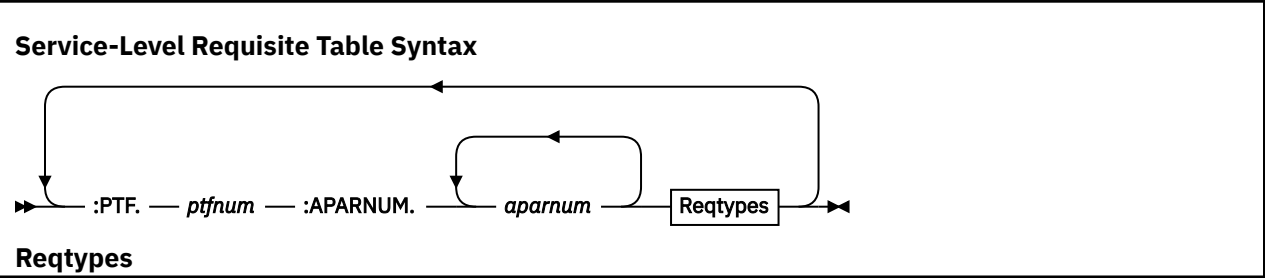 Service-Level Requisite Table Syntax
:PTF. ptfnum :APARNUM. aparnum Reqtypes
Reqtypes